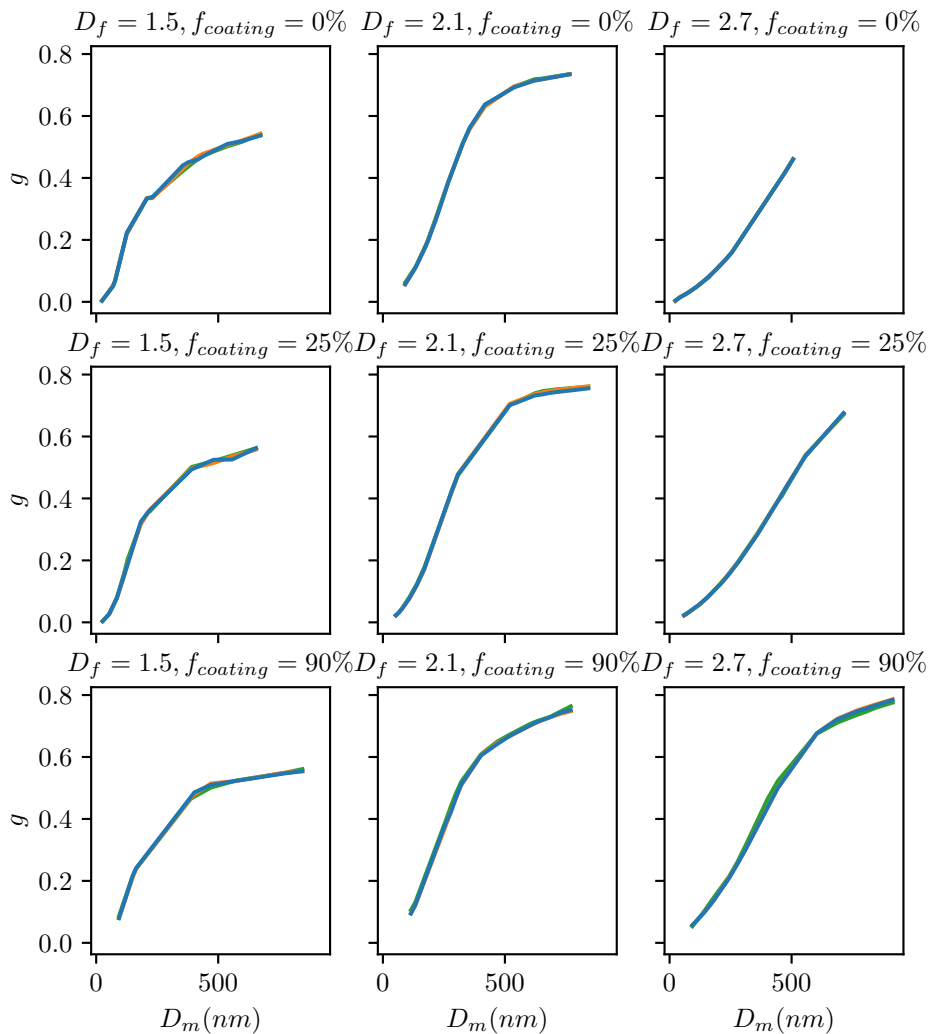 D_f = 1.5, f_coating = 0% D_f = 2.1, f_coating = 0% D_f = 2.7, f_coating = 0%
0.8
0.6
0.4
0.2
0.0
g
D_f = 1.5, f_coating = 25% D_f = 2.1, f_coating = 25% D_f = 2.7, f_coating = 25%
0.8
0.6
0.4
0.2
0.0
g
D_f = 1.5, f_coating = 90% D_f = 2.1, f_coating = 90% D_f = 2.7, f_coating = 90%
0.8
0.6
0.4
0.2
0.0
g
0 500 0 500 0 500
D_m(nm) D_m(nm) D_m(nm)